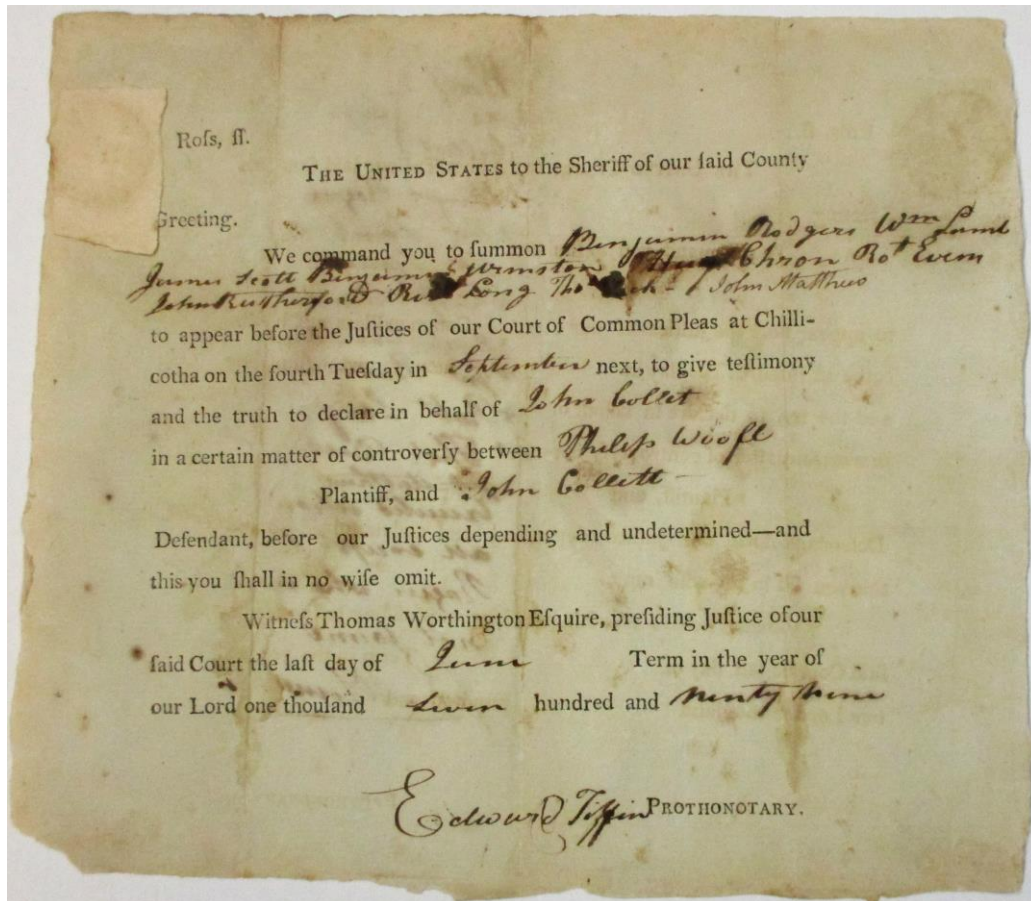 Roſs, ſſ.
THE UNITED STATES to the Sheriff of our ſaid County
Greeting.
We command you to ſummon Benjamin Rodgers Wm Lamb
James Scott Benjamin Urmston Chron Rot Evens
John Rutherford Long Tho John Matthews
to appear before the Juſtices of our Court of Common Pleas at Chilli-
cotha on the fourth Tueſday in September next, to give teſtimony
and the truth to declare in behalf of John Collet
in a certain matter of controverſy between Philip Woofl
Plantiff, and John Collett
Defendant, before our Juſtices depending and undetermined—and
this you ſhall in no wiſe omit.
Witneſs Thomas Worthington Eſquire, preſiding Juſtice of our
ſaid Court the laſt day of June Term in the year of
our Lord one thouſand seven hundred and ninty nine
Edward Tiffin PROTHONOTARY.